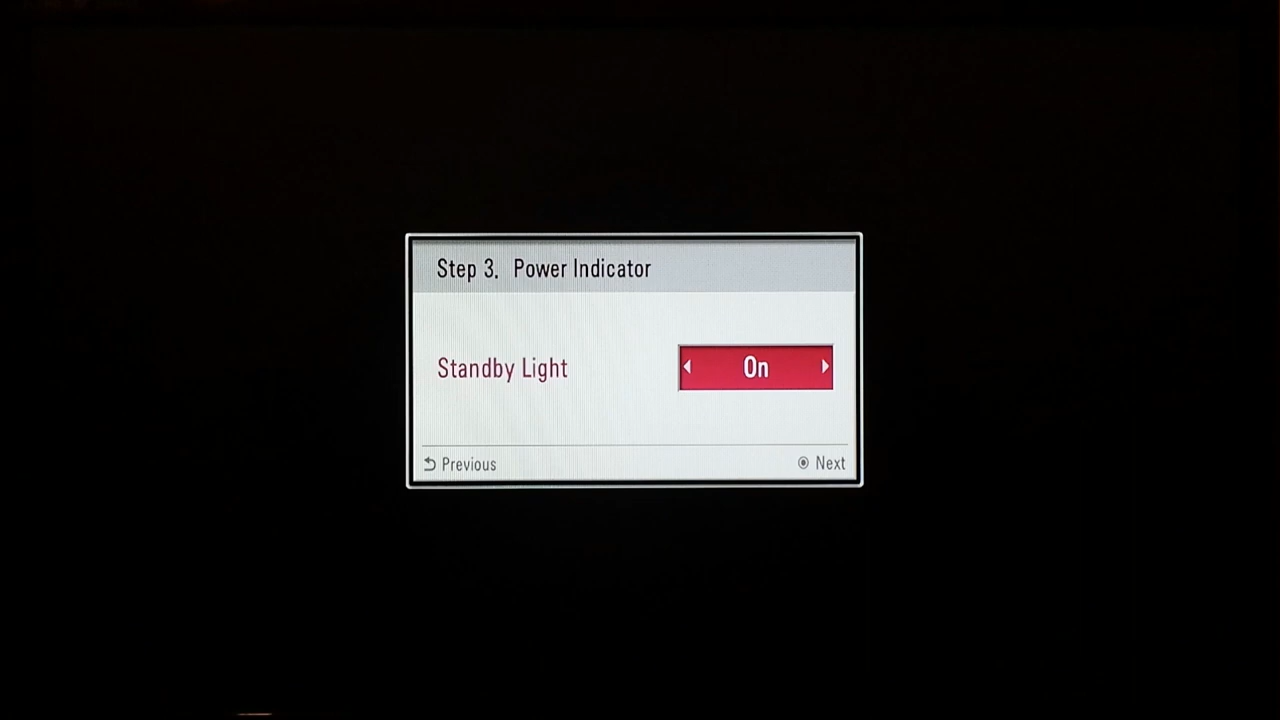 Step 3. Power Indicator
Standby Light
On
Previous
Next